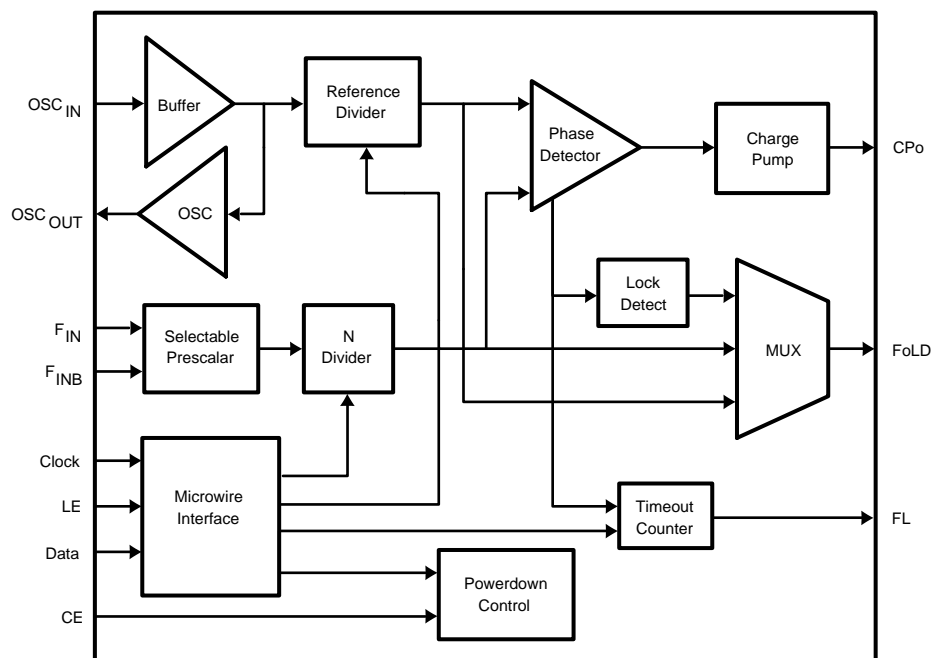 OSC IN
Buffer
Reference
Divider
Phase
Detector
Charge
Pump
CPo
OSC OUT
OSC
Lock
Detect
F IN
Selectable
Prescalar
N
Divider
MUX
FoLD
F INB
Clock
LE
Data
Microwire
Interface
Timeout
Counter
FL
Powerdown
Control
CE